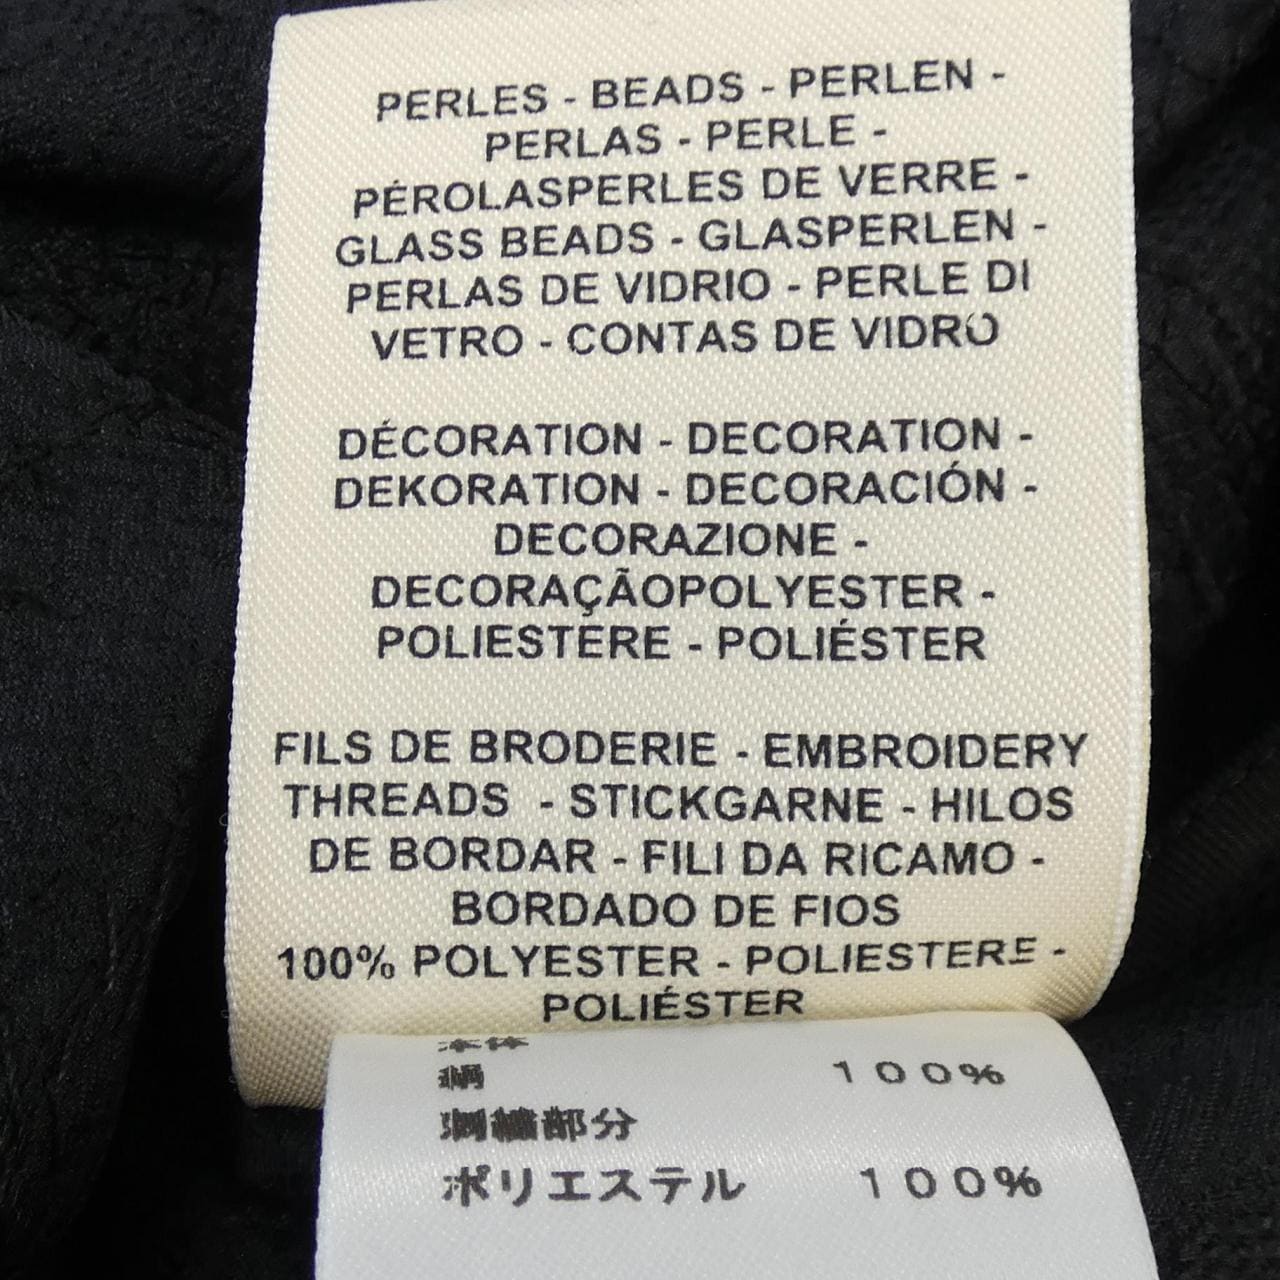 PERLES - BEADS - PERLEN -
PERLAS - PERLE -
PÉROLASPERLES DE VERRE -
GLASS BEADS - GLASPERLEN -
PERLAS DE VIDRIO - PERLE DI
VETRO - CONTAS DE VIDRO
DÉCORATION - DECORATION -
DEKORATION - DECORACIÓN -
DECORAZIONE -
DECORAÇÃOPOLYESTER -
POLIESTERE - POLIÉSTER
FILS DE BRODERIE - EMBROIDERY
THREADS - STICKGARNE - HILOS
DE BORDAR - FILI DA RICAMO -
BORDADO DE FIOS
100% POLYESTER - POLIESTERE -
POLIÉSTER
本体
100%
部分
ポリエステル 100%